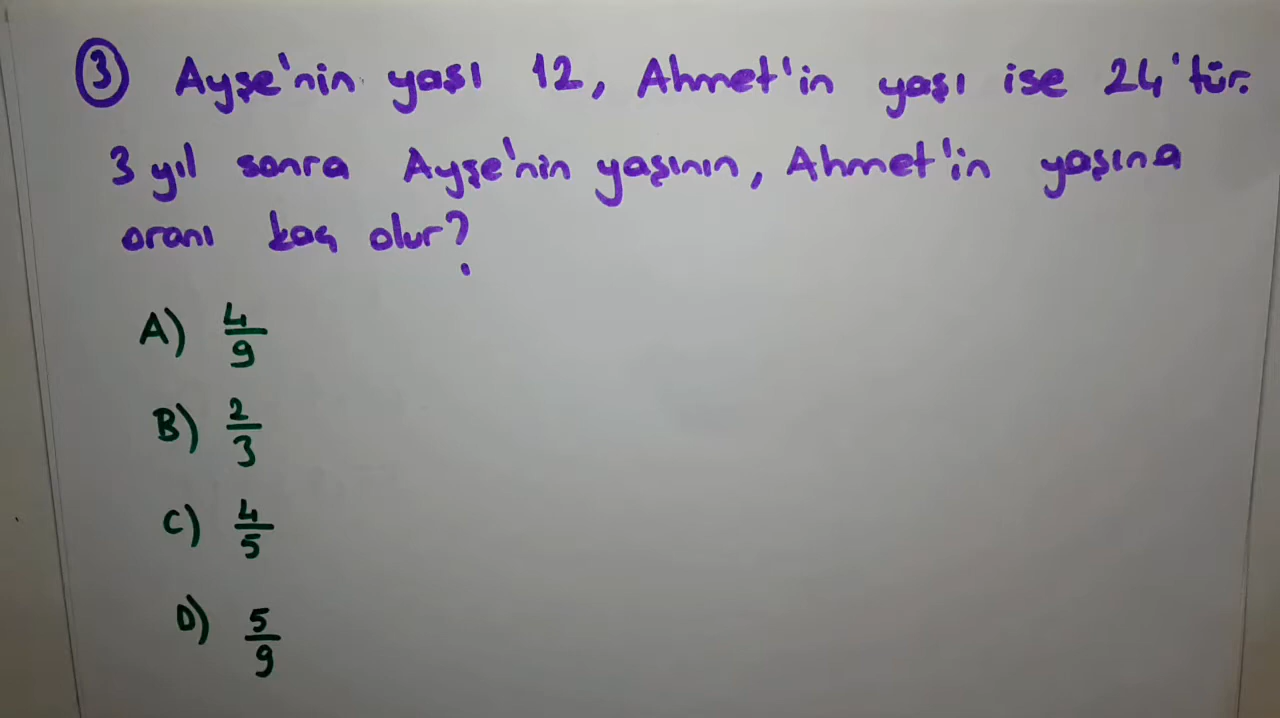 3 Ayşe'nin yaşı 12, Ahmet'in yaşı ise 24'tür.
3 yıl sonra Ayşe'nin yaşının, Ahmet'in yaşına
oranı kaç olur?
A) 4/9
B) 2/3
C) 4/5
D) 5/9